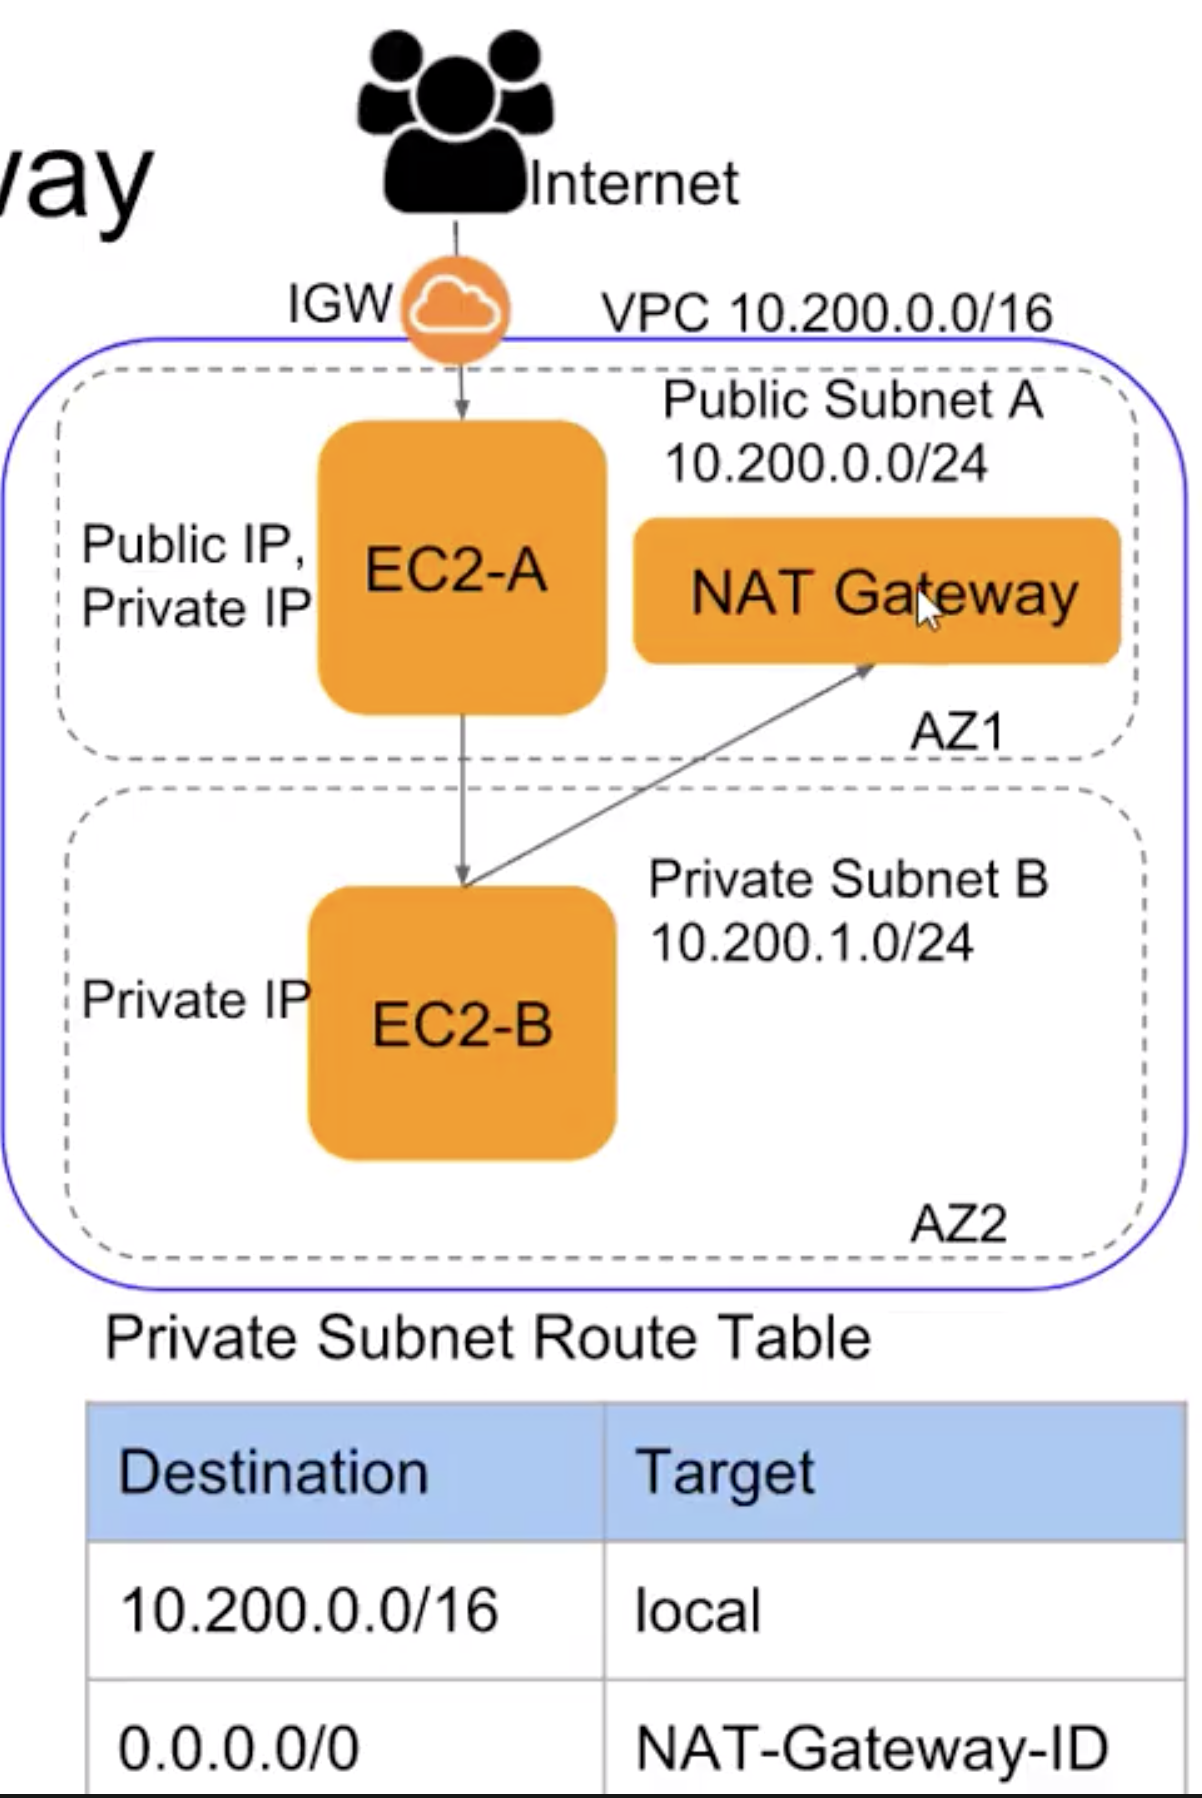 way
Internet
IGW
VPC 10.200.0.0/16
Public Subnet A
10.200.0.0/24
Public IP,
Private IP
EC2-A
NAT Gateway
AZ1
Private Subnet B
10.200.1.0/24
Private IP
EC2-B
AZ2
Private Subnet Route Table
Destination Target
10.200.0.0/16 local
0.0.0.0/0 NAT-Gateway-ID